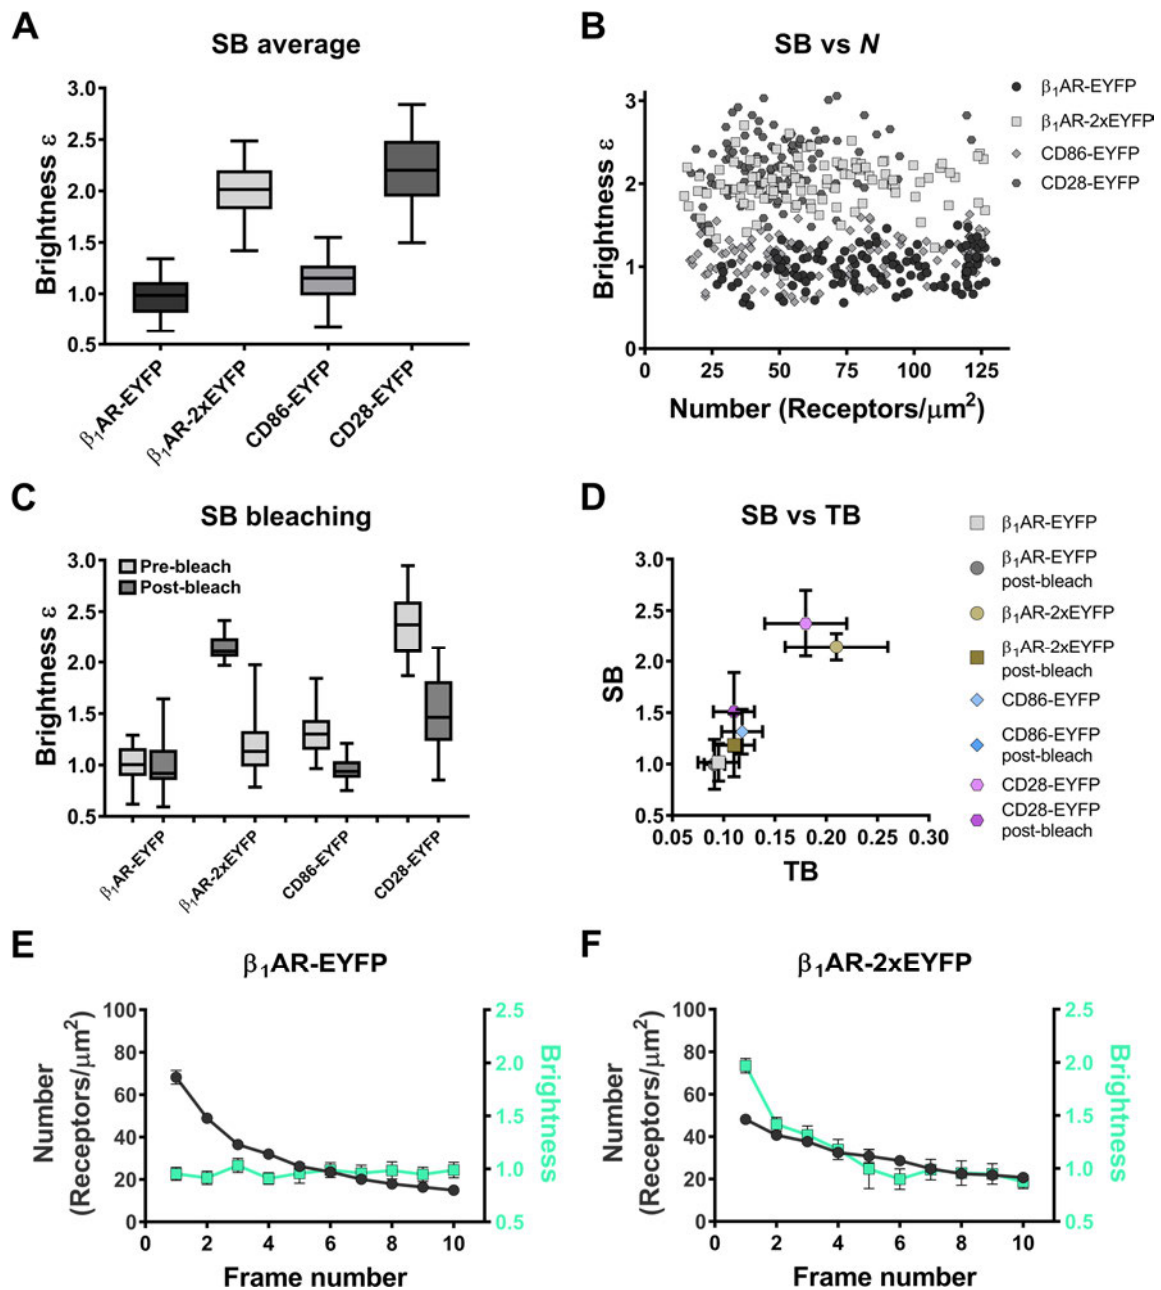 A
SB average
Brightness ε
3.0
2.5
2.0
1.5
1.0
0.5
β₁AR-EYFP
β₁AR-2xEYFP
CD86-EYFP
CD28-EYFP
B
SB vs N
Brightness ε
3
2
1
0
0
25
50
75
100
125
Number (Receptors/μm²)
β₁AR-EYFP
β₁AR-2xEYFP
CD86-EYFP
CD28-EYFP
C
SB bleaching
Pre-bleach
Post-bleach
Brightness ε
3.0
2.5
2.0
1.5
1.0
0.5
β₁AR-EYFP
β₁AR-2xEYFP
CD86-EYFP
CD28-EYFP
D
SB vs TB
SB
3.0
2.5
2.0
1.5
1.0
0.5
0.05
0.10
0.15
0.20
0.25
0.30
TB
β₁AR-EYFP
β₁AR-EYFP
post-bleach
β₁AR-2xEYFP
β₁AR-2xEYFP
post-bleach
CD86-EYFP
CD86-EYFP
post-bleach
CD28-EYFP
CD28-EYFP
post-bleach
E
β₁AR-EYFP
Number
(Receptors/μm²)
100
80
60
40
20
0
0
2
4
6
8
10
Frame number
2.5
2.0
1.5
1.0
0.5
Brightness
F
β₁AR-2xEYFP
Number
(Receptors/μm²)
100
80
60
40
20
0
0
2
4
6
8
10
Frame number
2.5
2.0
1.5
1.0
0.5
Brightness